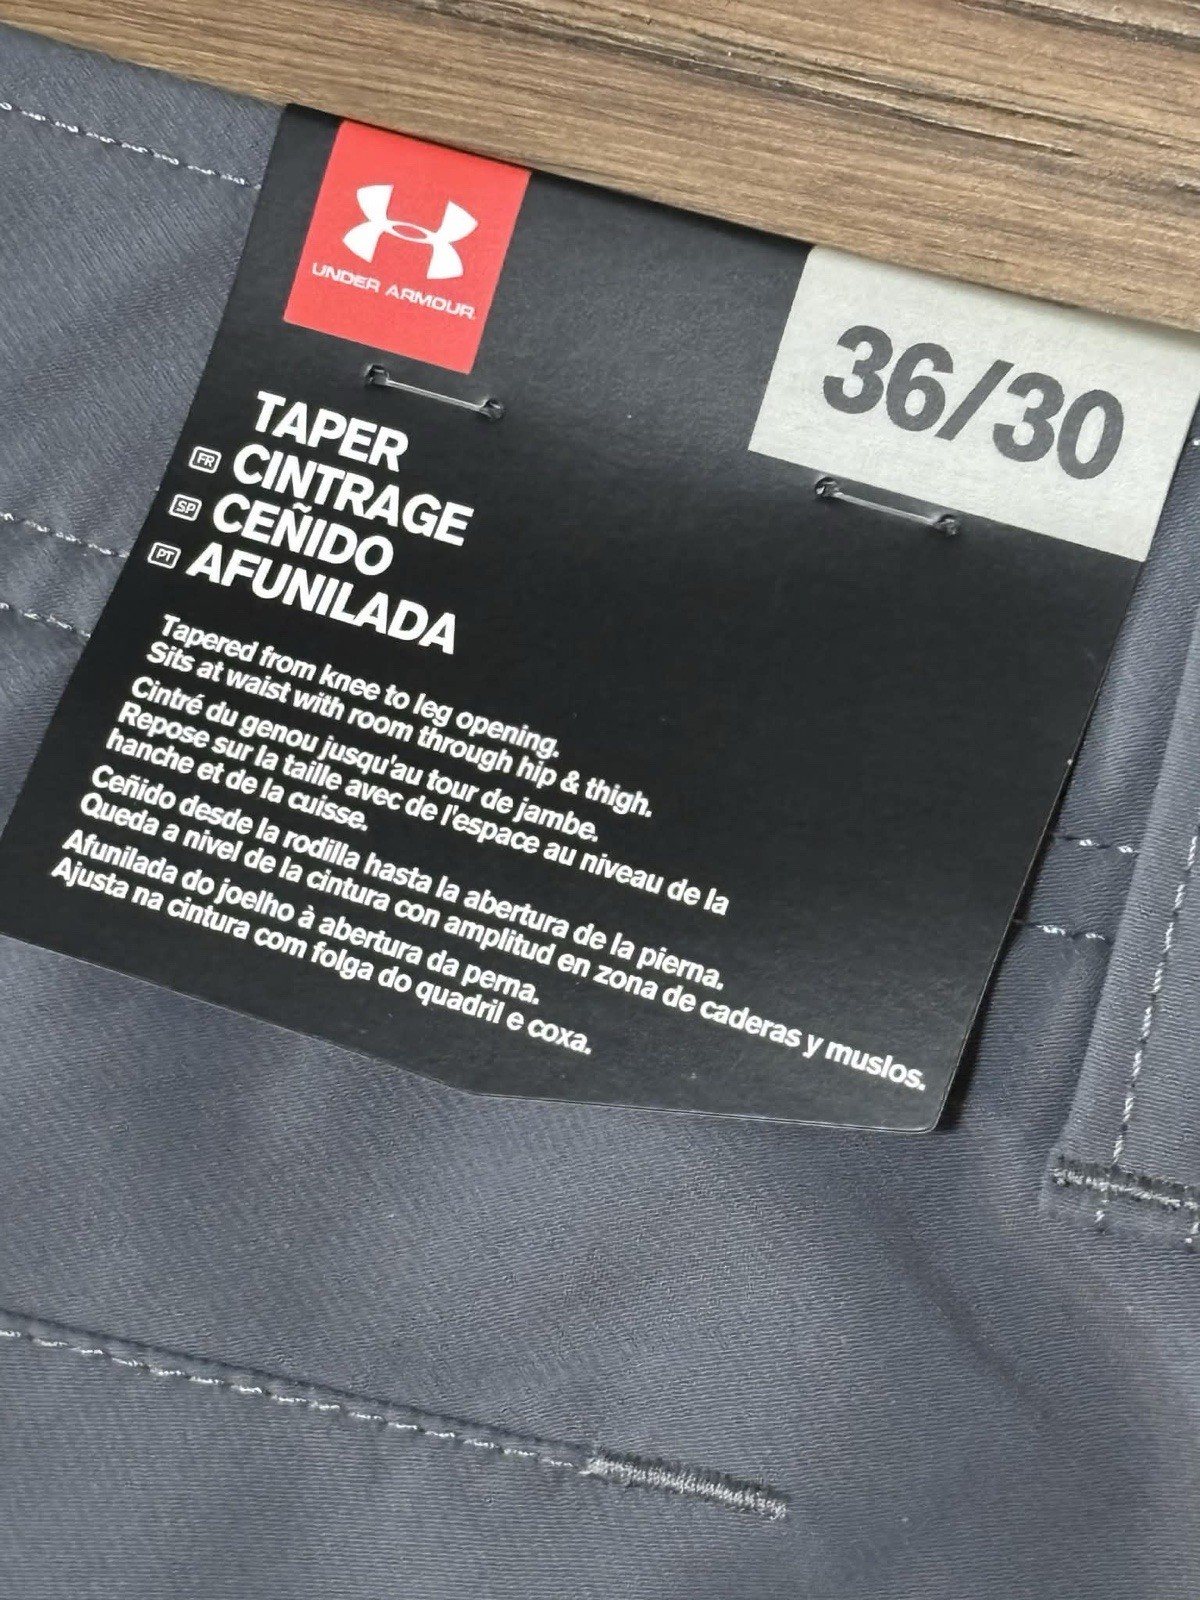 UNDER ARMOUR
36/30
TAPER
FR CINTRAGE
SP CEÑIDO
PT AFUNILADA
Tapered from knee to leg opening.
Sits at waist with room through hip & thigh.
Cintré du genou jusqu'au tour de jambe.
Repose sur la taille avec de l'espace au niveau de la
hanche et de la cuisse.
Ceñido desde la rodilla hasta la abertura de la pierna.
Queda a nivel de la cintura con amplitud en zona de caderas y muslos.
Afunilada do joelho à abertura da perna.
Ajusta na cintura com folga do quadril e coxa.